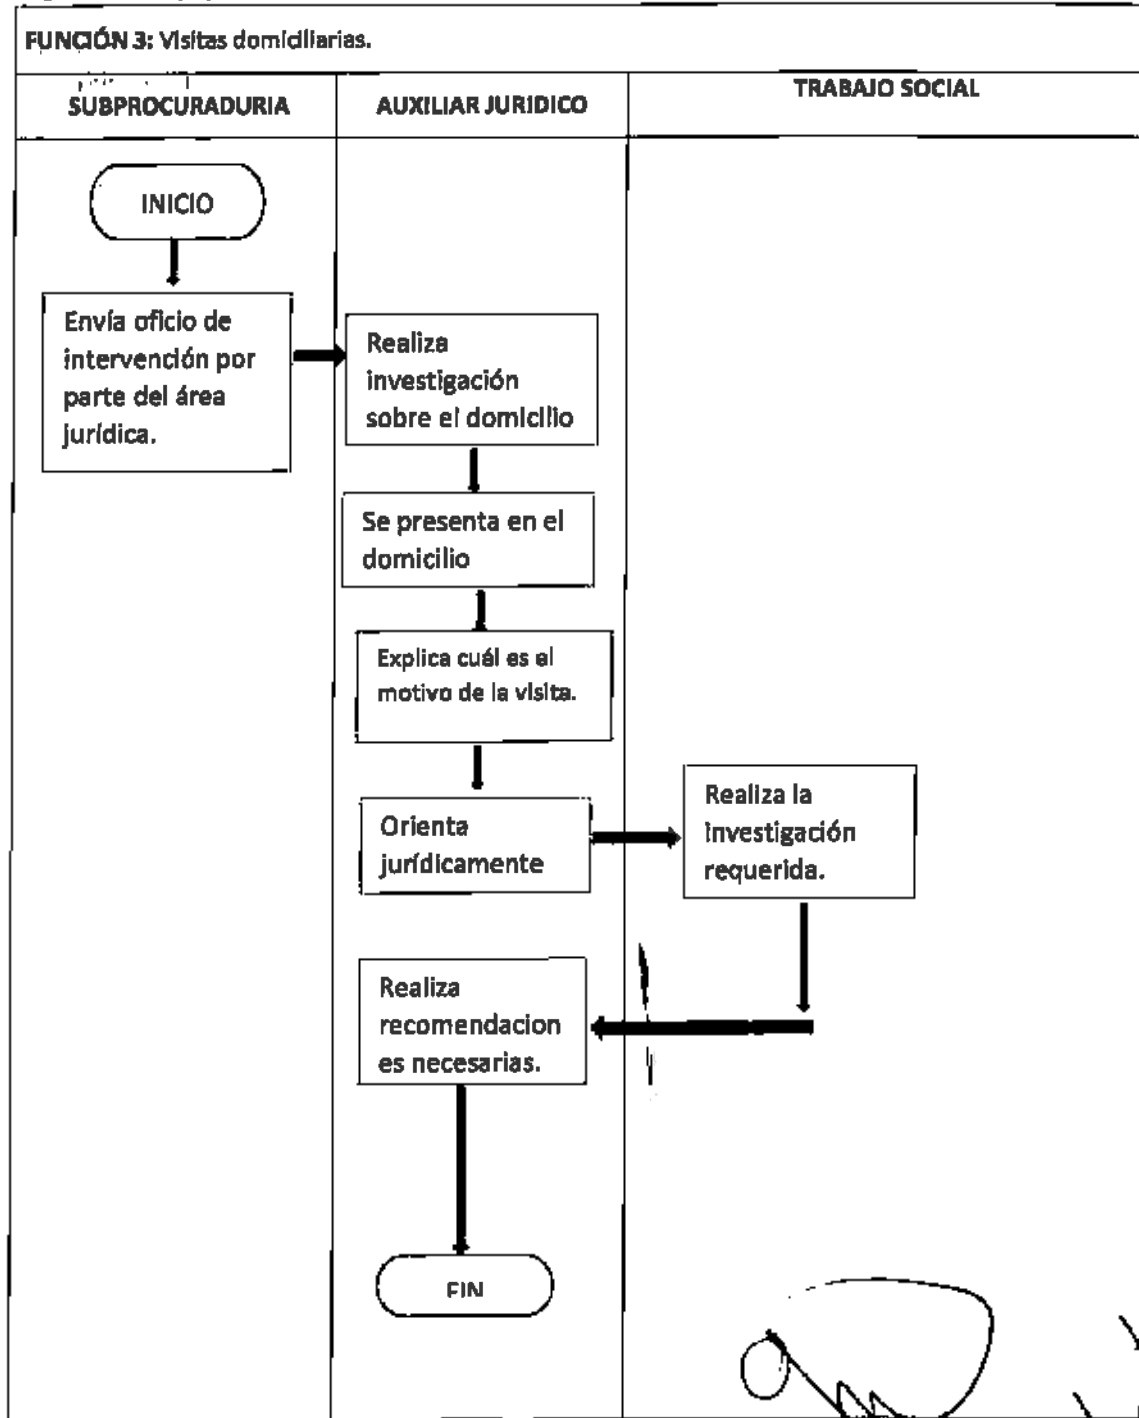 FUNCIÓN 3: Visitas domiciliarias.
SUBPROCURADURIA
AUXILIAR JURIDICO
TRABAJO SOCIAL
INICIO
Envía oficio de
intervención por
parte del área
jurídica.
Realiza
investigación
sobre el domicilio
Se presenta en el
domicilio
Explica cuál es el
motivo de la visita.
Orienta
jurídicamente
Realiza la
investigación
requerida.
Realiza
recomendacion
es necesarias.
FIN